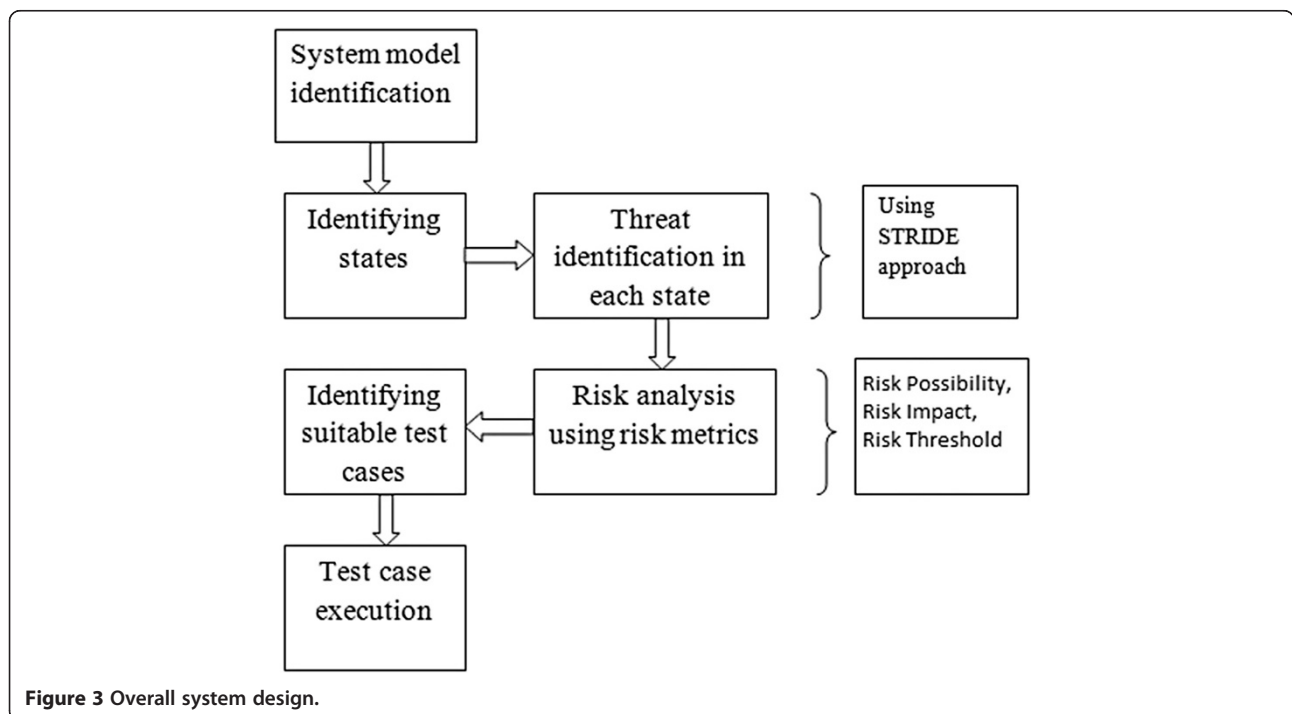 System model
identification
Identifying
states
Threat
identification in
each state
Using
STRIDE
approach
Identifying
suitable test
cases
Risk analysis
using risk metrics
Risk Possibility,
Risk Impact,
Risk Threshold
Test case
execution
Figure 3 Overall system design.